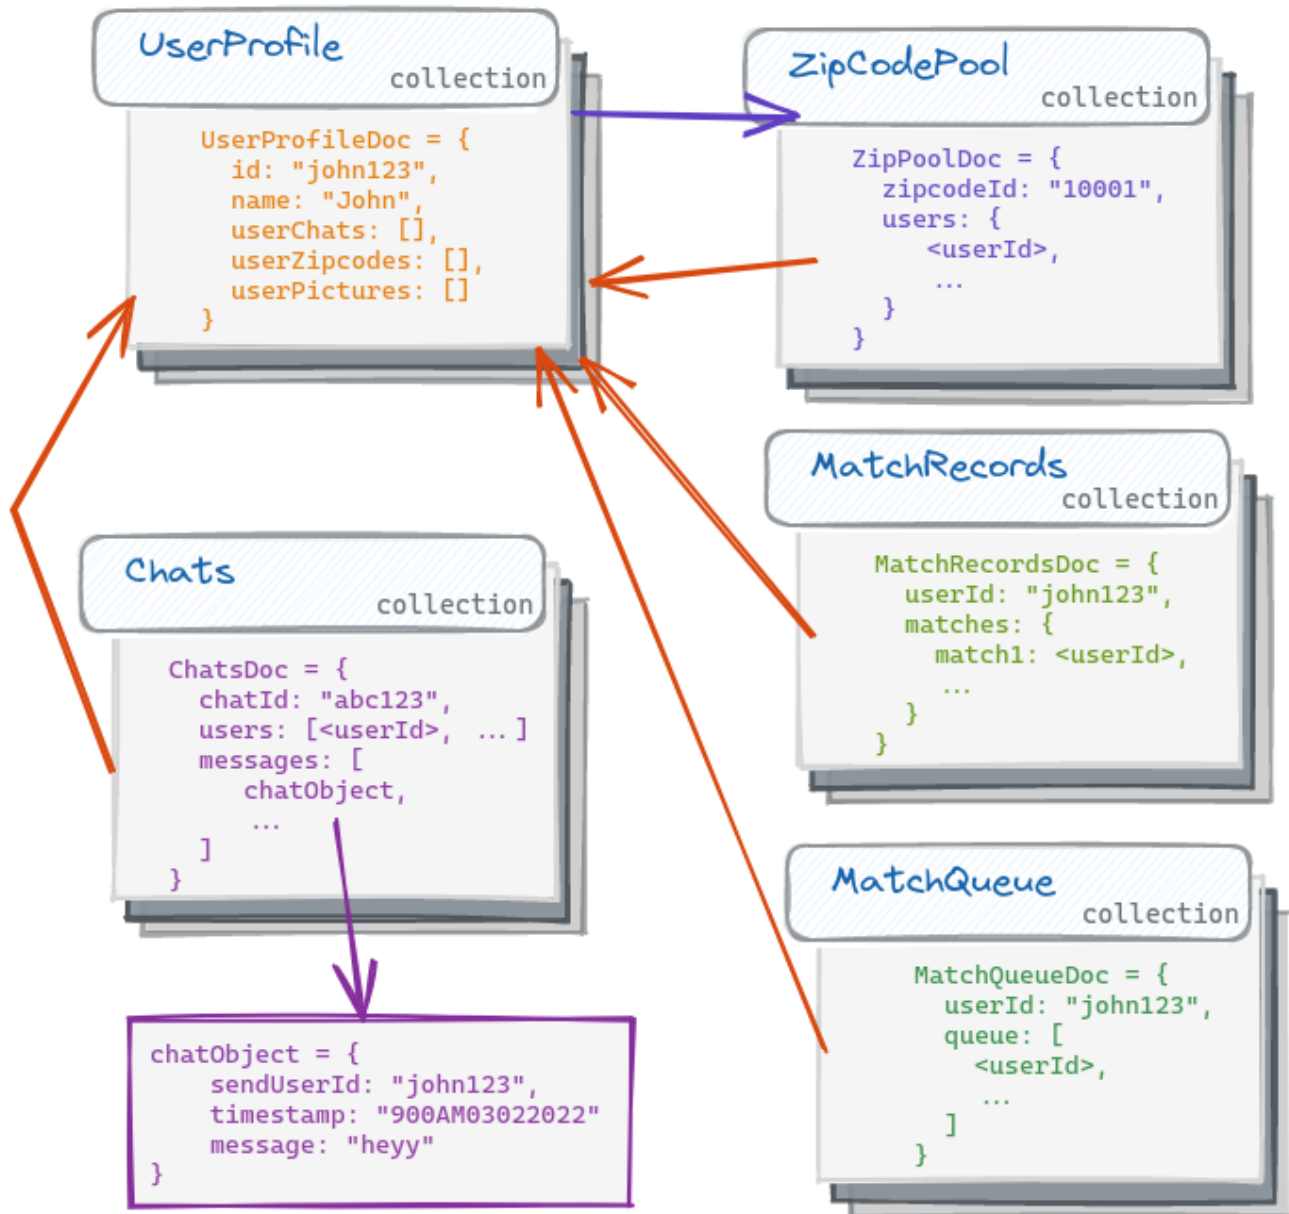 UserProfile
collection
UserProfileDoc = {
id: "john123",
name: "John",
userChats: [],
userZipcodes: [],
userPictures: []
}
ZipCodePool
collection
ZipPoolDoc = {
zipcodeId: "10001",
users: {
<userId>,
...
}
}
MatchRecords
collection
MatchRecordsDoc = {
userId: "john123",
matches: {
match1: <userId>,
...
}
}
Chats
collection
ChatsDoc = {
chatId: "abc123",
users: [<userId>, ...]
messages: [
chatObject,
...
]
}
MatchQueue
collection
MatchQueueDoc = {
userId: "john123",
queue: [
<userId>,
...
]
}
chatObject = {
sendUserId: "john123",
timestamp: "900AM03022022"
message: "heyy"
}